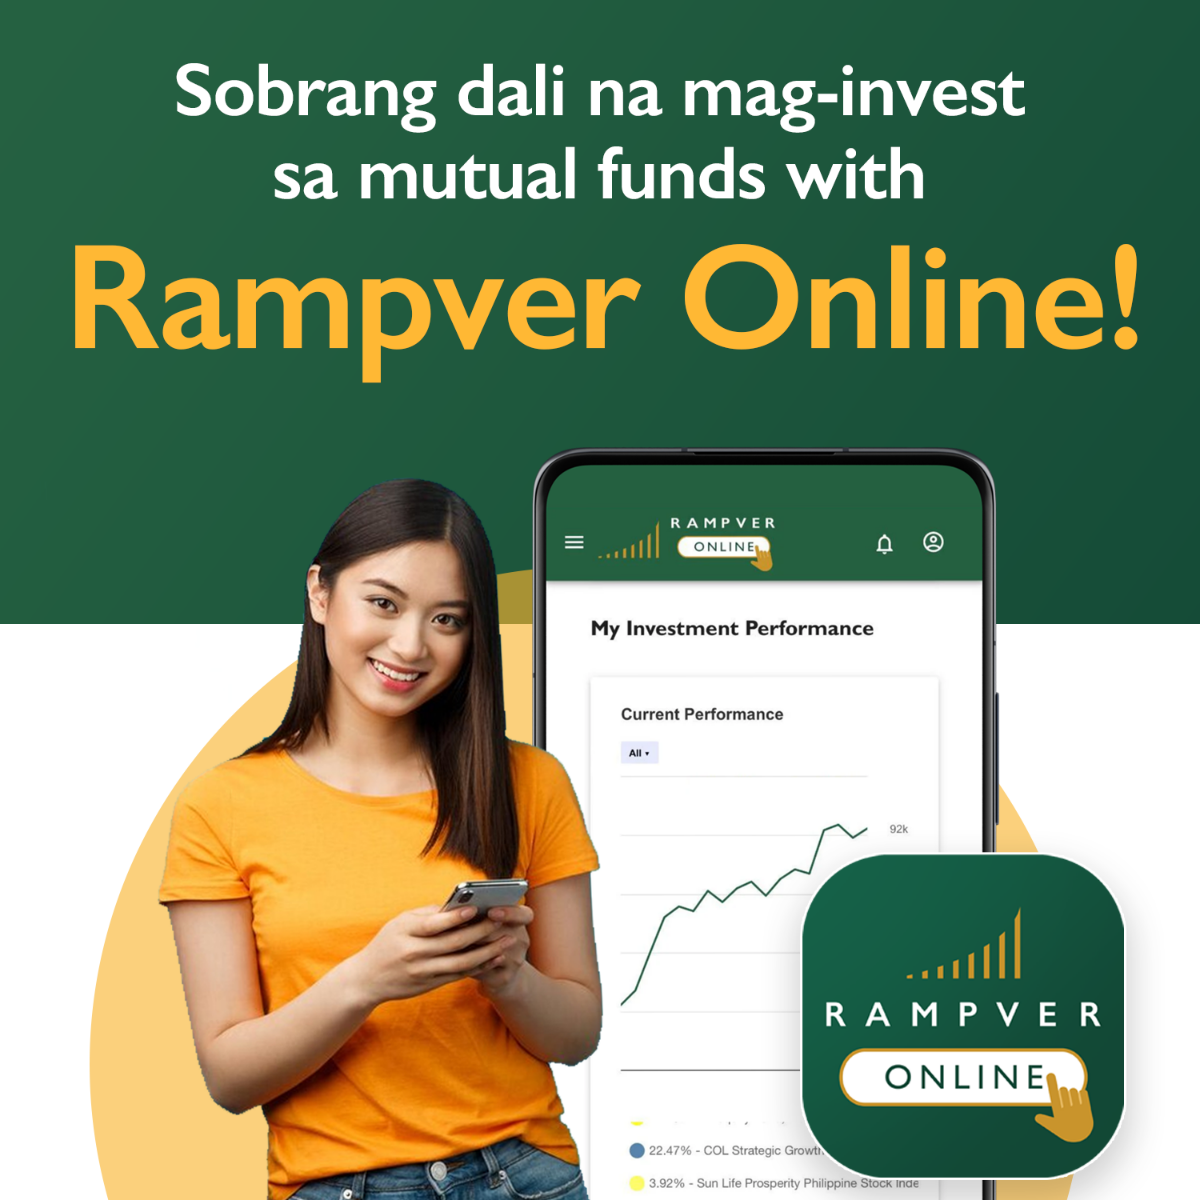 Sobrang dali na mag-invest
sa mutual funds with
Rampver Online!
RAMPVER
ONLINE
My Investment Performance
Current Performance
All
92k
22.47% - COL Strategic Growth
3.92% - Sun Life Prosperity Philippine Stock Inde
RAMPVER
ONLINE